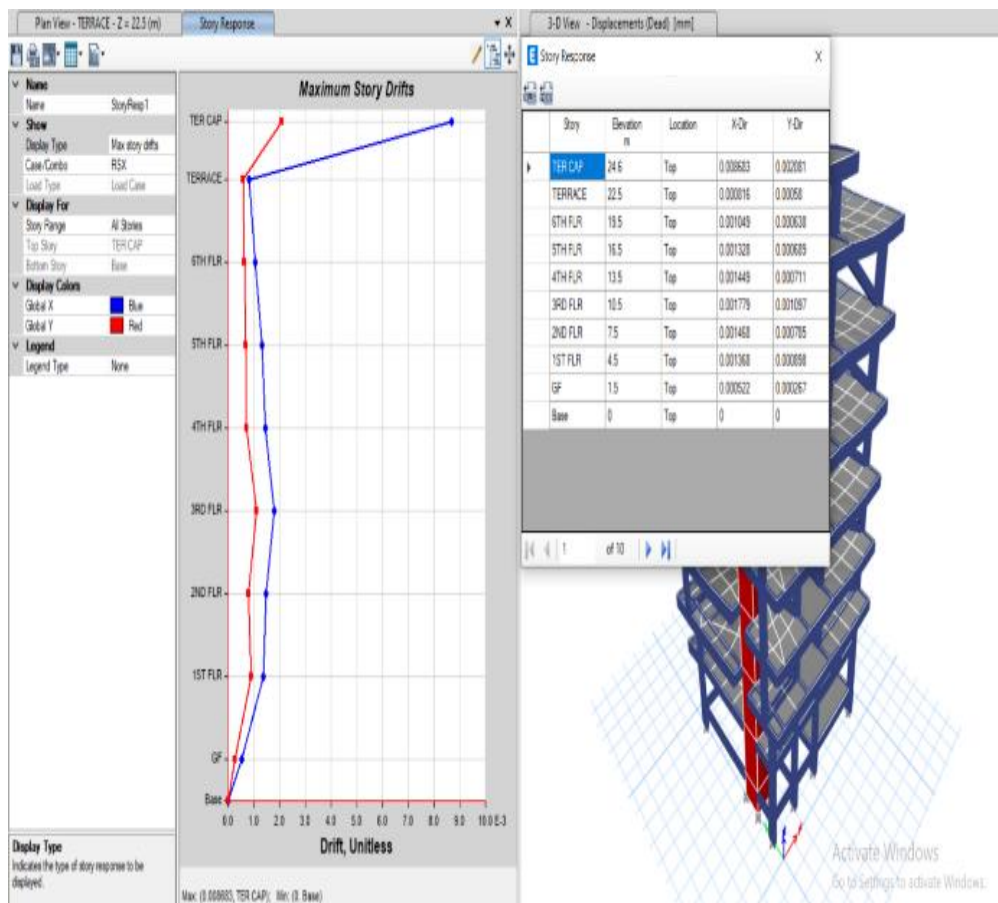 Plan View - TERRACE - Z = 22.5 (m)
Story Response
3-D View - Displacements (Dead) [mm]
Name
Name StoryResp1
Show
Display Type Max story drifts
Case/Combo RSX
Load Type Load Case
Display For
Story Range All Stories
Top Story TER CAP
Bottom Story Base
Display Colors
Global X Blue
Global Y Red
Legend
Legend Type None
Display Type
Indicates the type of story response to be
displayed.
Maximum Story Drifts
TER CAP
TERRACE
6TH FLR
5TH FLR
4TH FLR
3RD FLR
2ND FLR
1ST FLR
GF
Base
0.0 1.0 2.0 3.0 4.0 5.0 6.0 7.0 8.0 9.0 10.0 E-3
Drift, Unitless
Max: (0.008683, TER CAP); Min: (0, Base)
E Story Response X
Story Elevation Location X-Dir Y-Dir
m
TER CAP 24.6 Top 0.008683 0.002081
TERRACE 22.5 Top 0.000816 0.00058
6TH FLR 19.5 Top 0.001049 0.000638
5TH FLR 16.5 Top 0.001328 0.000689
4TH FLR 13.5 Top 0.001449 0.000711
3RD FLR 10.5 Top 0.001779 0.001097
2ND FLR 7.5 Top 0.001468 0.000785
1ST FLR 4.5 Top 0.001368 0.000898
GF 1.5 Top 0.000522 0.000267
Base 0 Top 0 0
1 of 10
Activate Windows
Go to Settings to activate Windows.